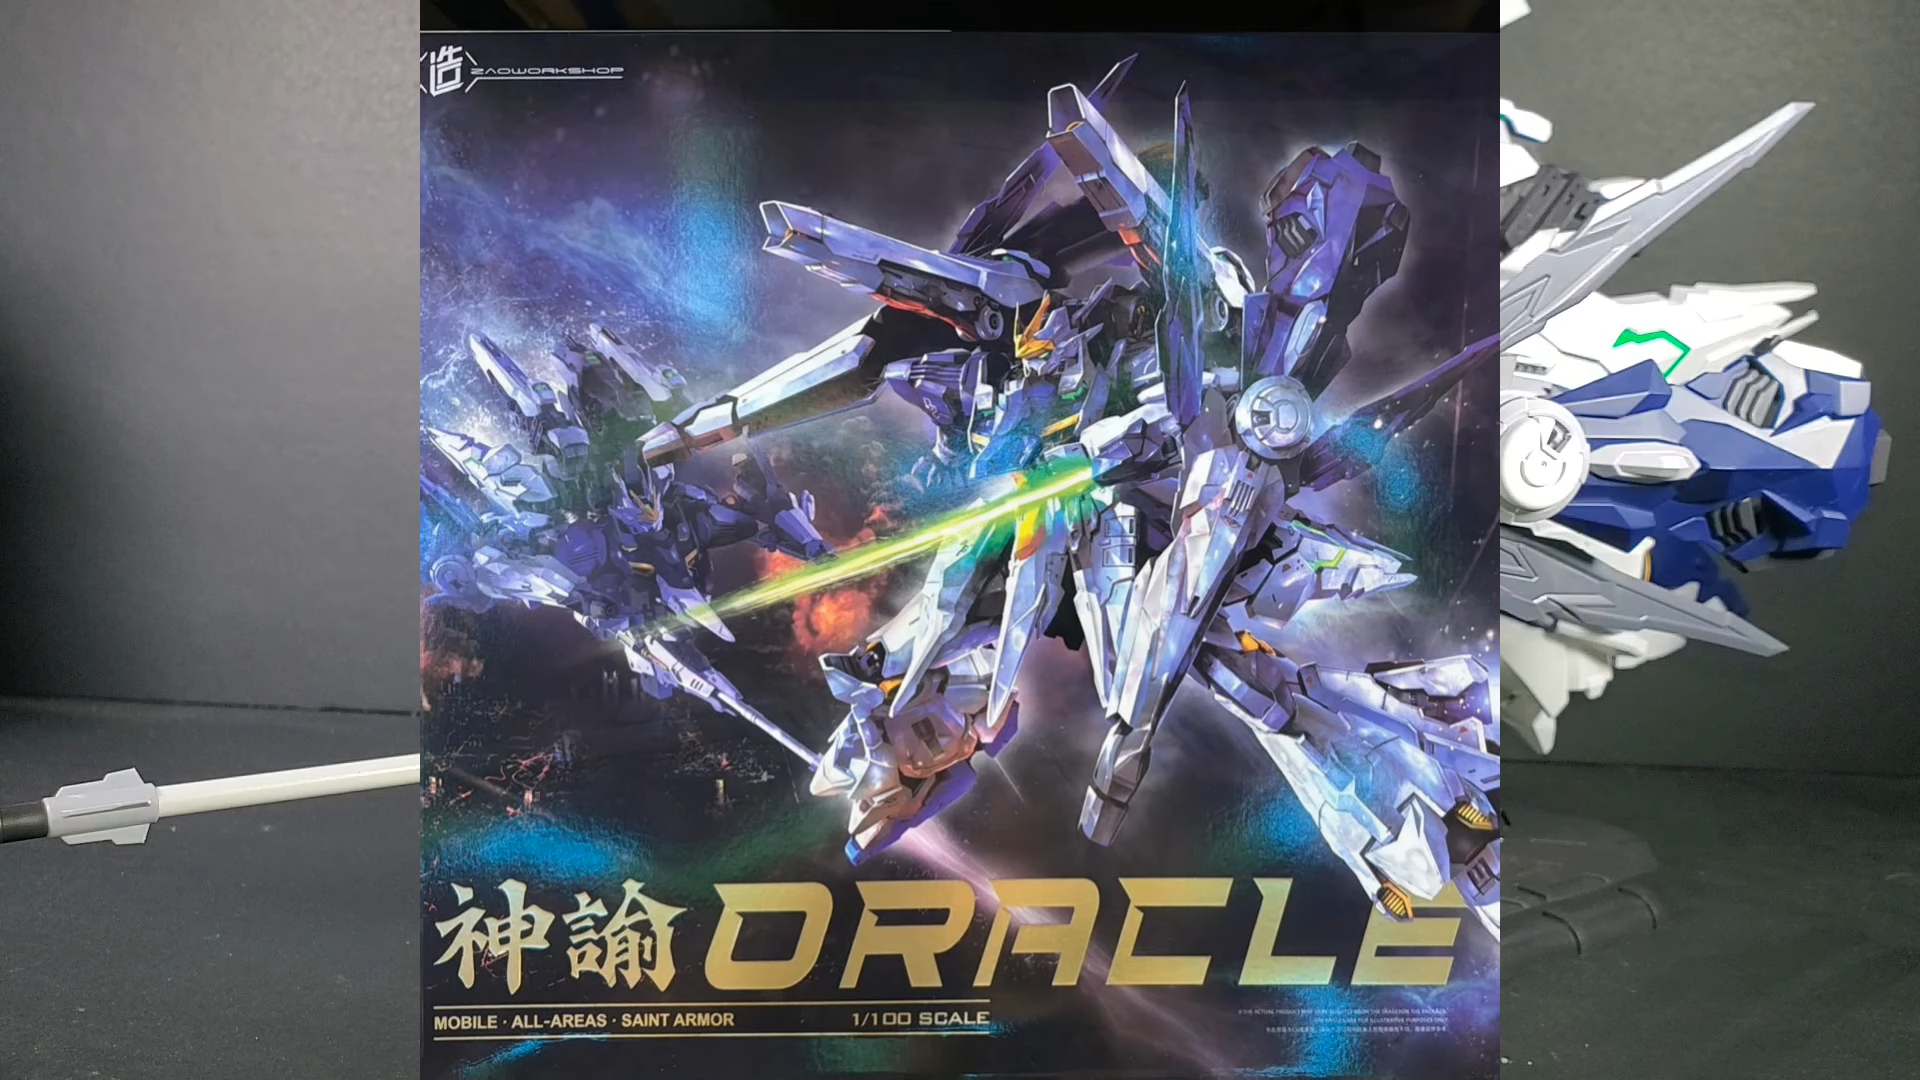 造 ZAOWORKSHOP
神諭 ORACLE
MOBILE · ALL-AREAS · SAINT ARMOR 1/100 SCALE